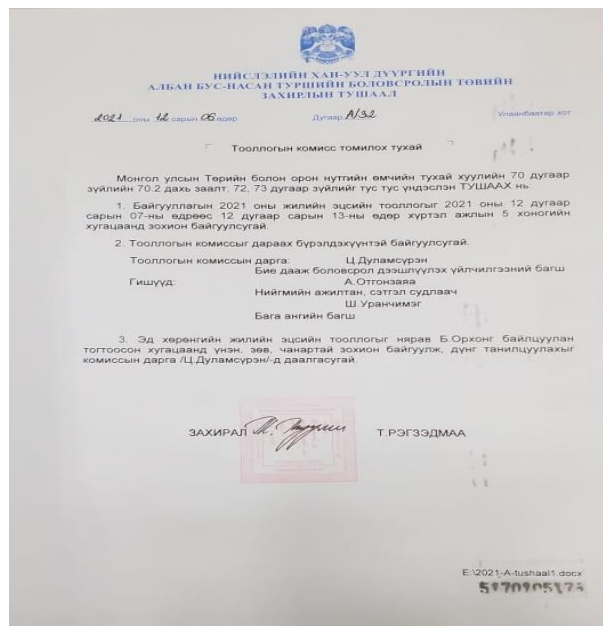 НИЙСЛЭЛИЙН ХАН-УУЛ ДҮҮРГИЙН
АЛБАН БУС-НАСАН ТУРШИЙН БОЛОВСРОЛЫН ТӨВИЙН
ЗАХИРЛЫН ТУШААЛ
2021 оны 12 сарын 06 өдөр Дугаар A/32 Улаанбаатар хот
Тооллогын комисс томилох тухай
Монгол улсын Төрийн болон орон нутгийн өмчийн тухай хуулийн 70 дугаар
зүйлийн 70.2 дахь заалт, 72, 73 дугаар зүйлийг тус тус үндэслэн ТУШААХ нь:
1. Байгууллагын 2021 оны жилийн эцсийн тооллогыг 2021 оны 12 дугаар
сарын 07-ны өдрөөс 12 дугаар сарын 13-ны өдөр хүртэл ажлын 5 хоногийн
хугацаанд зохион байгуулсугай.
2. Тооллогын комиссыг дараах бүрэлдэхүүнтэй байгуулсугай.
Тооллогын комиссын дарга: Ц.Дуламсүрэн
Бие дааж боловсрол дээшлүүлэх үйлчилгээний багш
Гишүүд: А.Отгонзаяа
Нийгмийн ажилтан, сэтгэл судлаач
Ш.Уранчимэг
Бага ангийн багш
3. Эд хөрөнгийн жилийн эцсийн тооллогыг нярав Б.Орхонг байлцуулан
тогтоосон хугацаанд үнэн, зөв, чанартай зохион байгуулж, дүнг танилцуулахыг
комиссын дарга /Ц.Дуламсүрэн/-д даалгасугай.
ЗАХИРАЛ Т.РЭГЗЭДМАА
E:\2021-A-tushaal1.docx